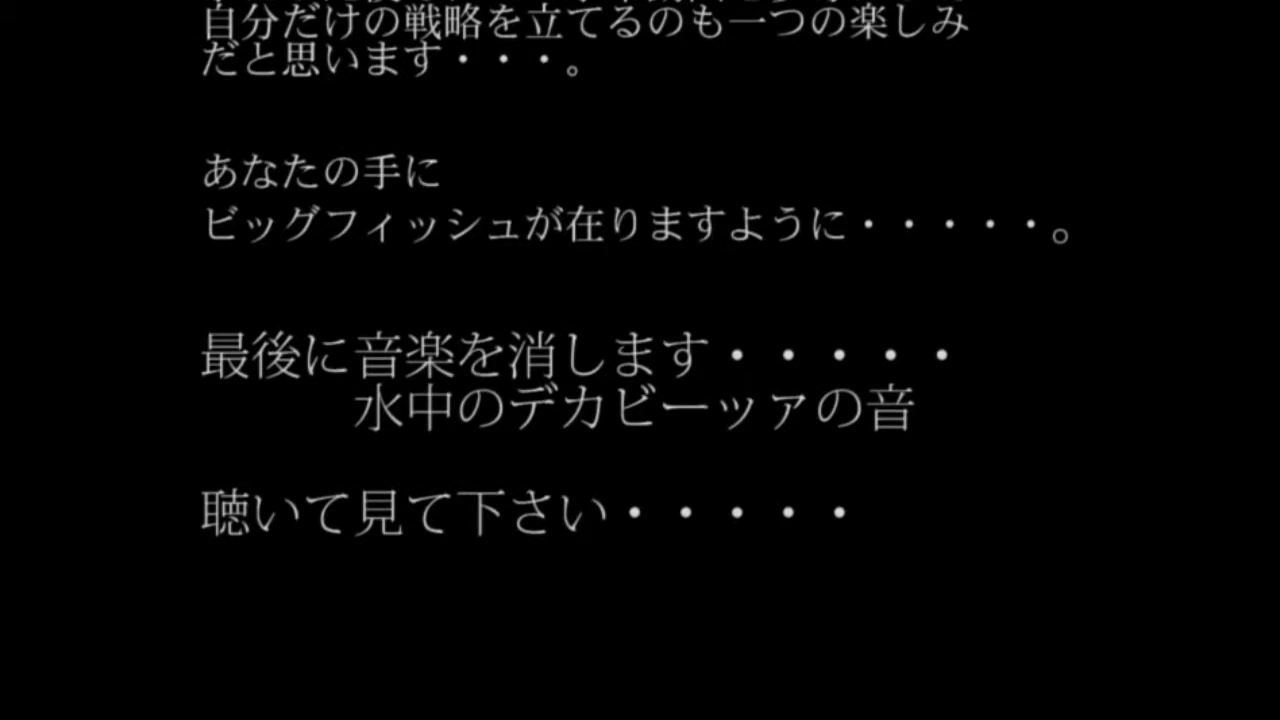 自分だけの戦略を立てるのも一つの楽しみ
だと思います・・・。
あなたの手に
ビッグフィッシュが在りますように・・・・・。
最後に音楽を消します・・・・・
水中のデカビーッァの音
聴いて見て下さい・・・・・